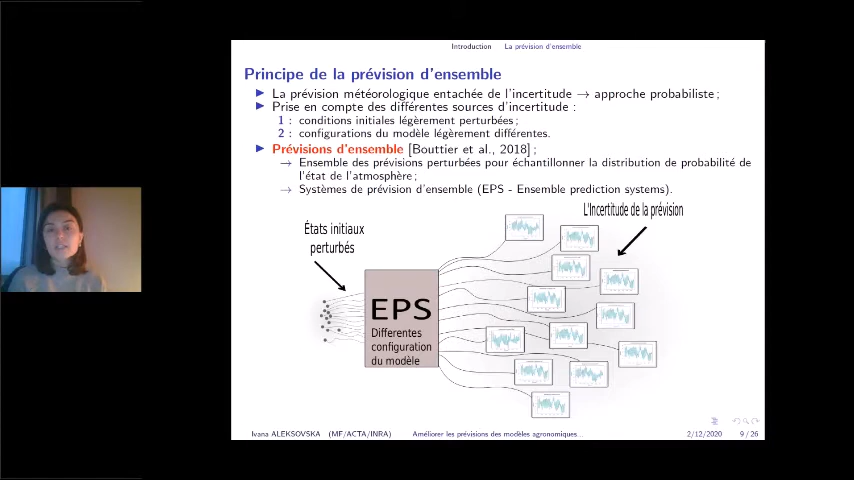 Introduction La prévision d'ensemble
Principe de la prévision d'ensemble
La prévision météorologique entachée de l'incertitude → approche probabiliste ;
Prise en compte des différentes sources d'incertitude :
1 : conditions initiales légèrement perturbées ;
2 : configurations du modèle légèrement différentes.
Prévisions d'ensemble [Bouttier et al., 2018] ;
→ Ensemble des prévisions perturbées pour échantillonner la distribution de probabilité de
l'état de l'atmosphère ;
→ Systèmes de prévision d'ensemble (EPS - Ensemble prediction systems).
L'Incertitude de la prévision
États initiaux
perturbés
EPS
Differentes
configuration
du modèle
Ivana ALEKSOVSKA (MF/ACTA/INRA) Améliorer les prévisions des modèles agronomiques... 2/12/2020 9 / 26